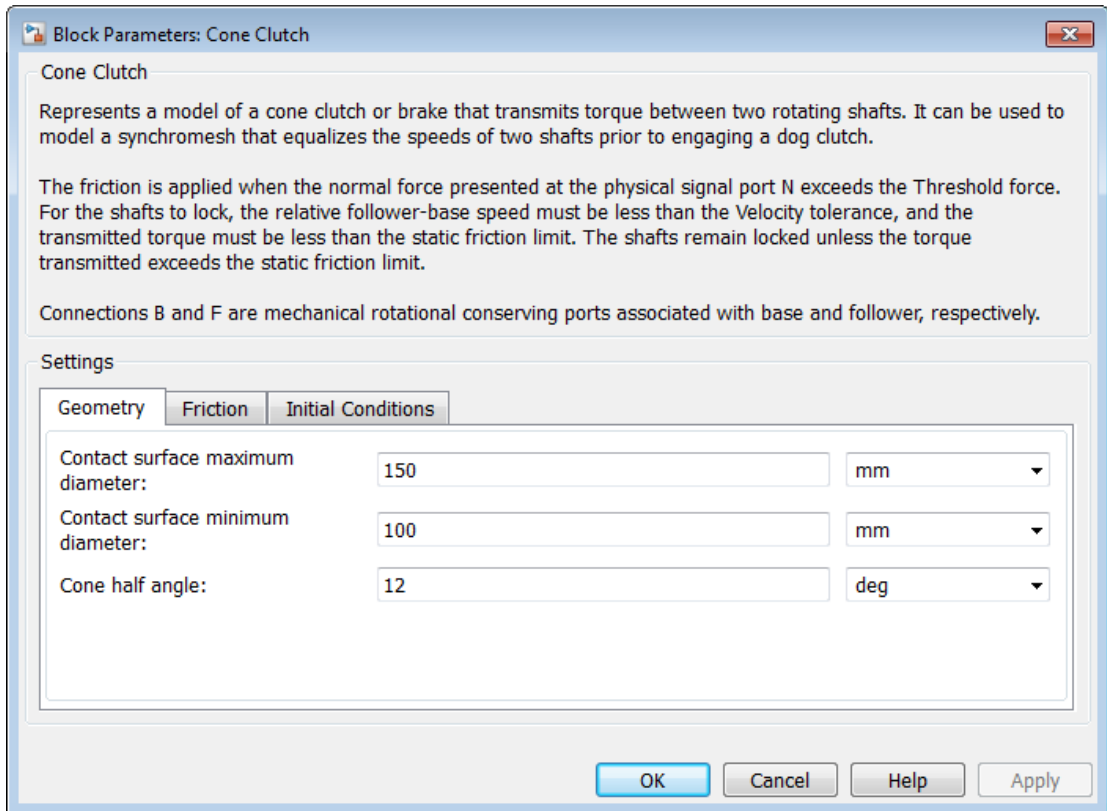 Block Parameters: Cone Clutch
Cone Clutch
Represents a model of a cone clutch or brake that transmits torque between two rotating shafts. It can be used to
model a synchromesh that equalizes the speeds of two shafts prior to engaging a dog clutch.
The friction is applied when the normal force presented at the physical signal port N exceeds the Threshold force.
For the shafts to lock, the relative follower-base speed must be less than the Velocity tolerance, and the
transmitted torque must be less than the static friction limit. The shafts remain locked unless the torque
transmitted exceeds the static friction limit.
Connections B and F are mechanical rotational conserving ports associated with base and follower, respectively.
Settings
Geometry Friction Initial Conditions
Contact surface maximum
diameter: 150 mm
Contact surface minimum
diameter: 100 mm
Cone half angle: 12 deg
OK Cancel Help Apply